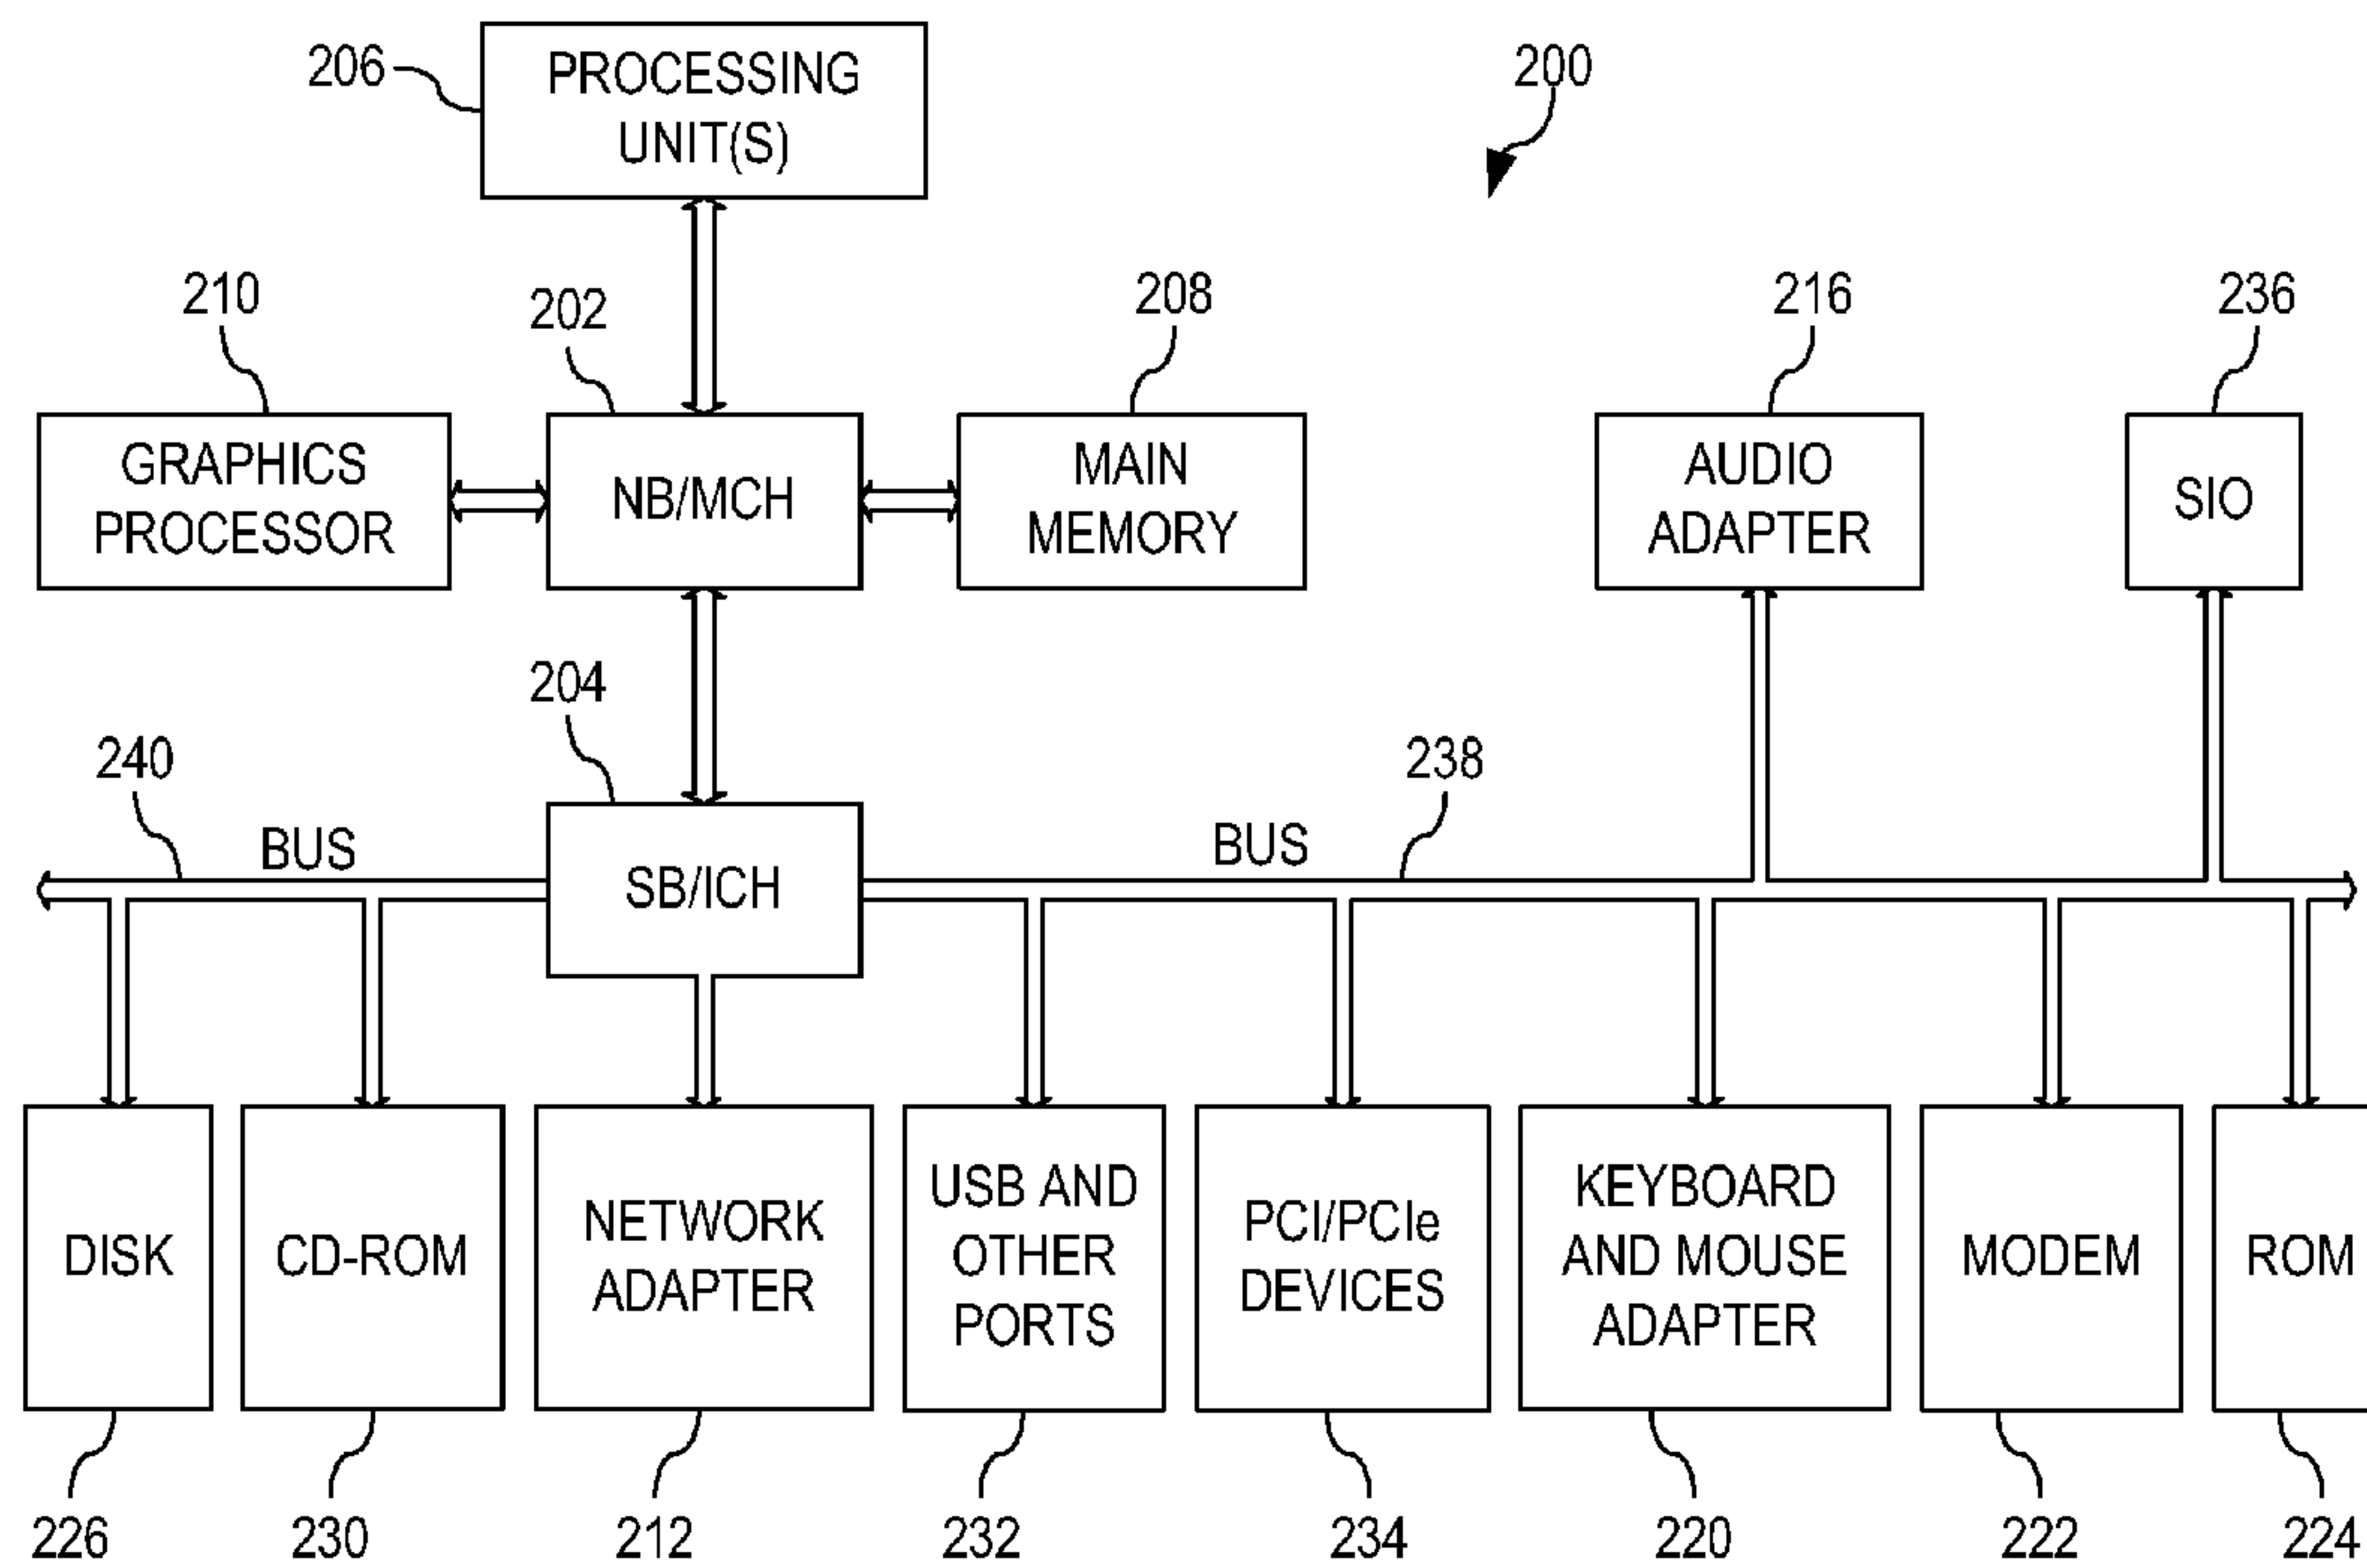 206
PROCESSING
UNIT(S)
200
210
202
208
216
236
GRAPHICS
PROCESSOR
NB/MCH
MAIN
MEMORY
AUDIO
ADAPTER
SIO
204
240
238
BUS
BUS
SB/ICH
DISK
CD-ROM
NETWORK
ADAPTER
USB AND
OTHER
PORTS
PCI/PCIe
DEVICES
KEYBOARD
AND MOUSE
ADAPTER
MODEM
ROM
226
230
212
232
234
220
222
224